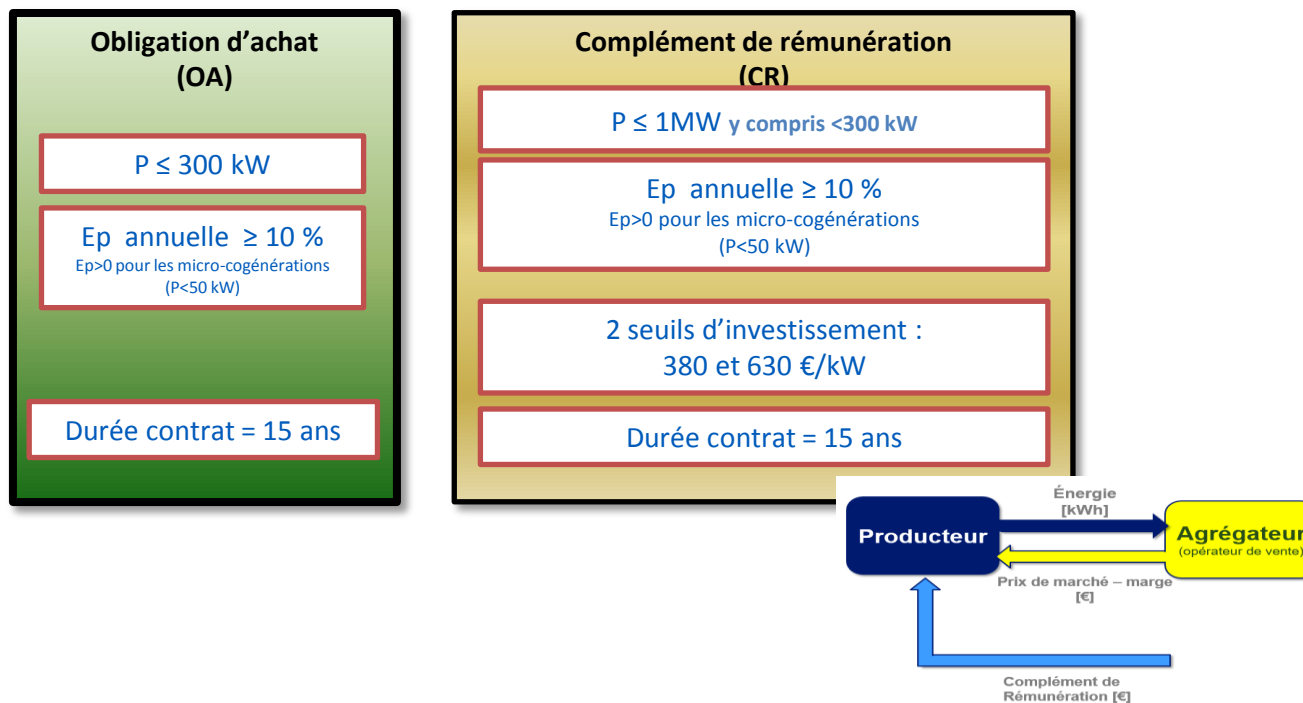 Obligation d’achat
(OA)
P ≤ 300 kW
Ep annuelle ≥ 10 %
Ep>0 pour les micro-cogénérations
(P<50 kW)
Durée contrat = 15 ans
Complément de rémunération
(CR)
P ≤ 1MW y compris <300 kW
Ep annuelle ≥ 10 %
Ep>0 pour les micro-cogénérations
(P<50 kW)
2 seuils d’investissement :
380 et 630 €/kW
Durée contrat = 15 ans
Énergie
[kWh]
Producteur
Agrégateur
(opérateur de vente)
Prix de marché – marge
[€]
Complément de
Rémunération [€]